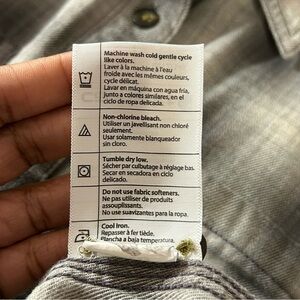 Machine wash cold gentle cycle
like colors.
Laver à la machine à l'eau
froide avec les mêmes couleurs,
cycle délicat.
Lavar en máquina con agua fría,
junto a colores similares, en el
ciclo de ropa delicada.
Non-chlorine bleach.
Utiliser un javellisant non chloré
seulement.
Usar solamente blanqueador
sin cloro.
Tumble dry low.
Sécher par culbutage à réglage bas.
Secar en secadora en ciclo
delicado.
Do not use fabric softeners.
Ne pas utiliser de produits
assouplissants.
No use suavizantes para la ropa.
Cool Iron.
Repasser à fer tiède.
Plancha a baja temperatura.